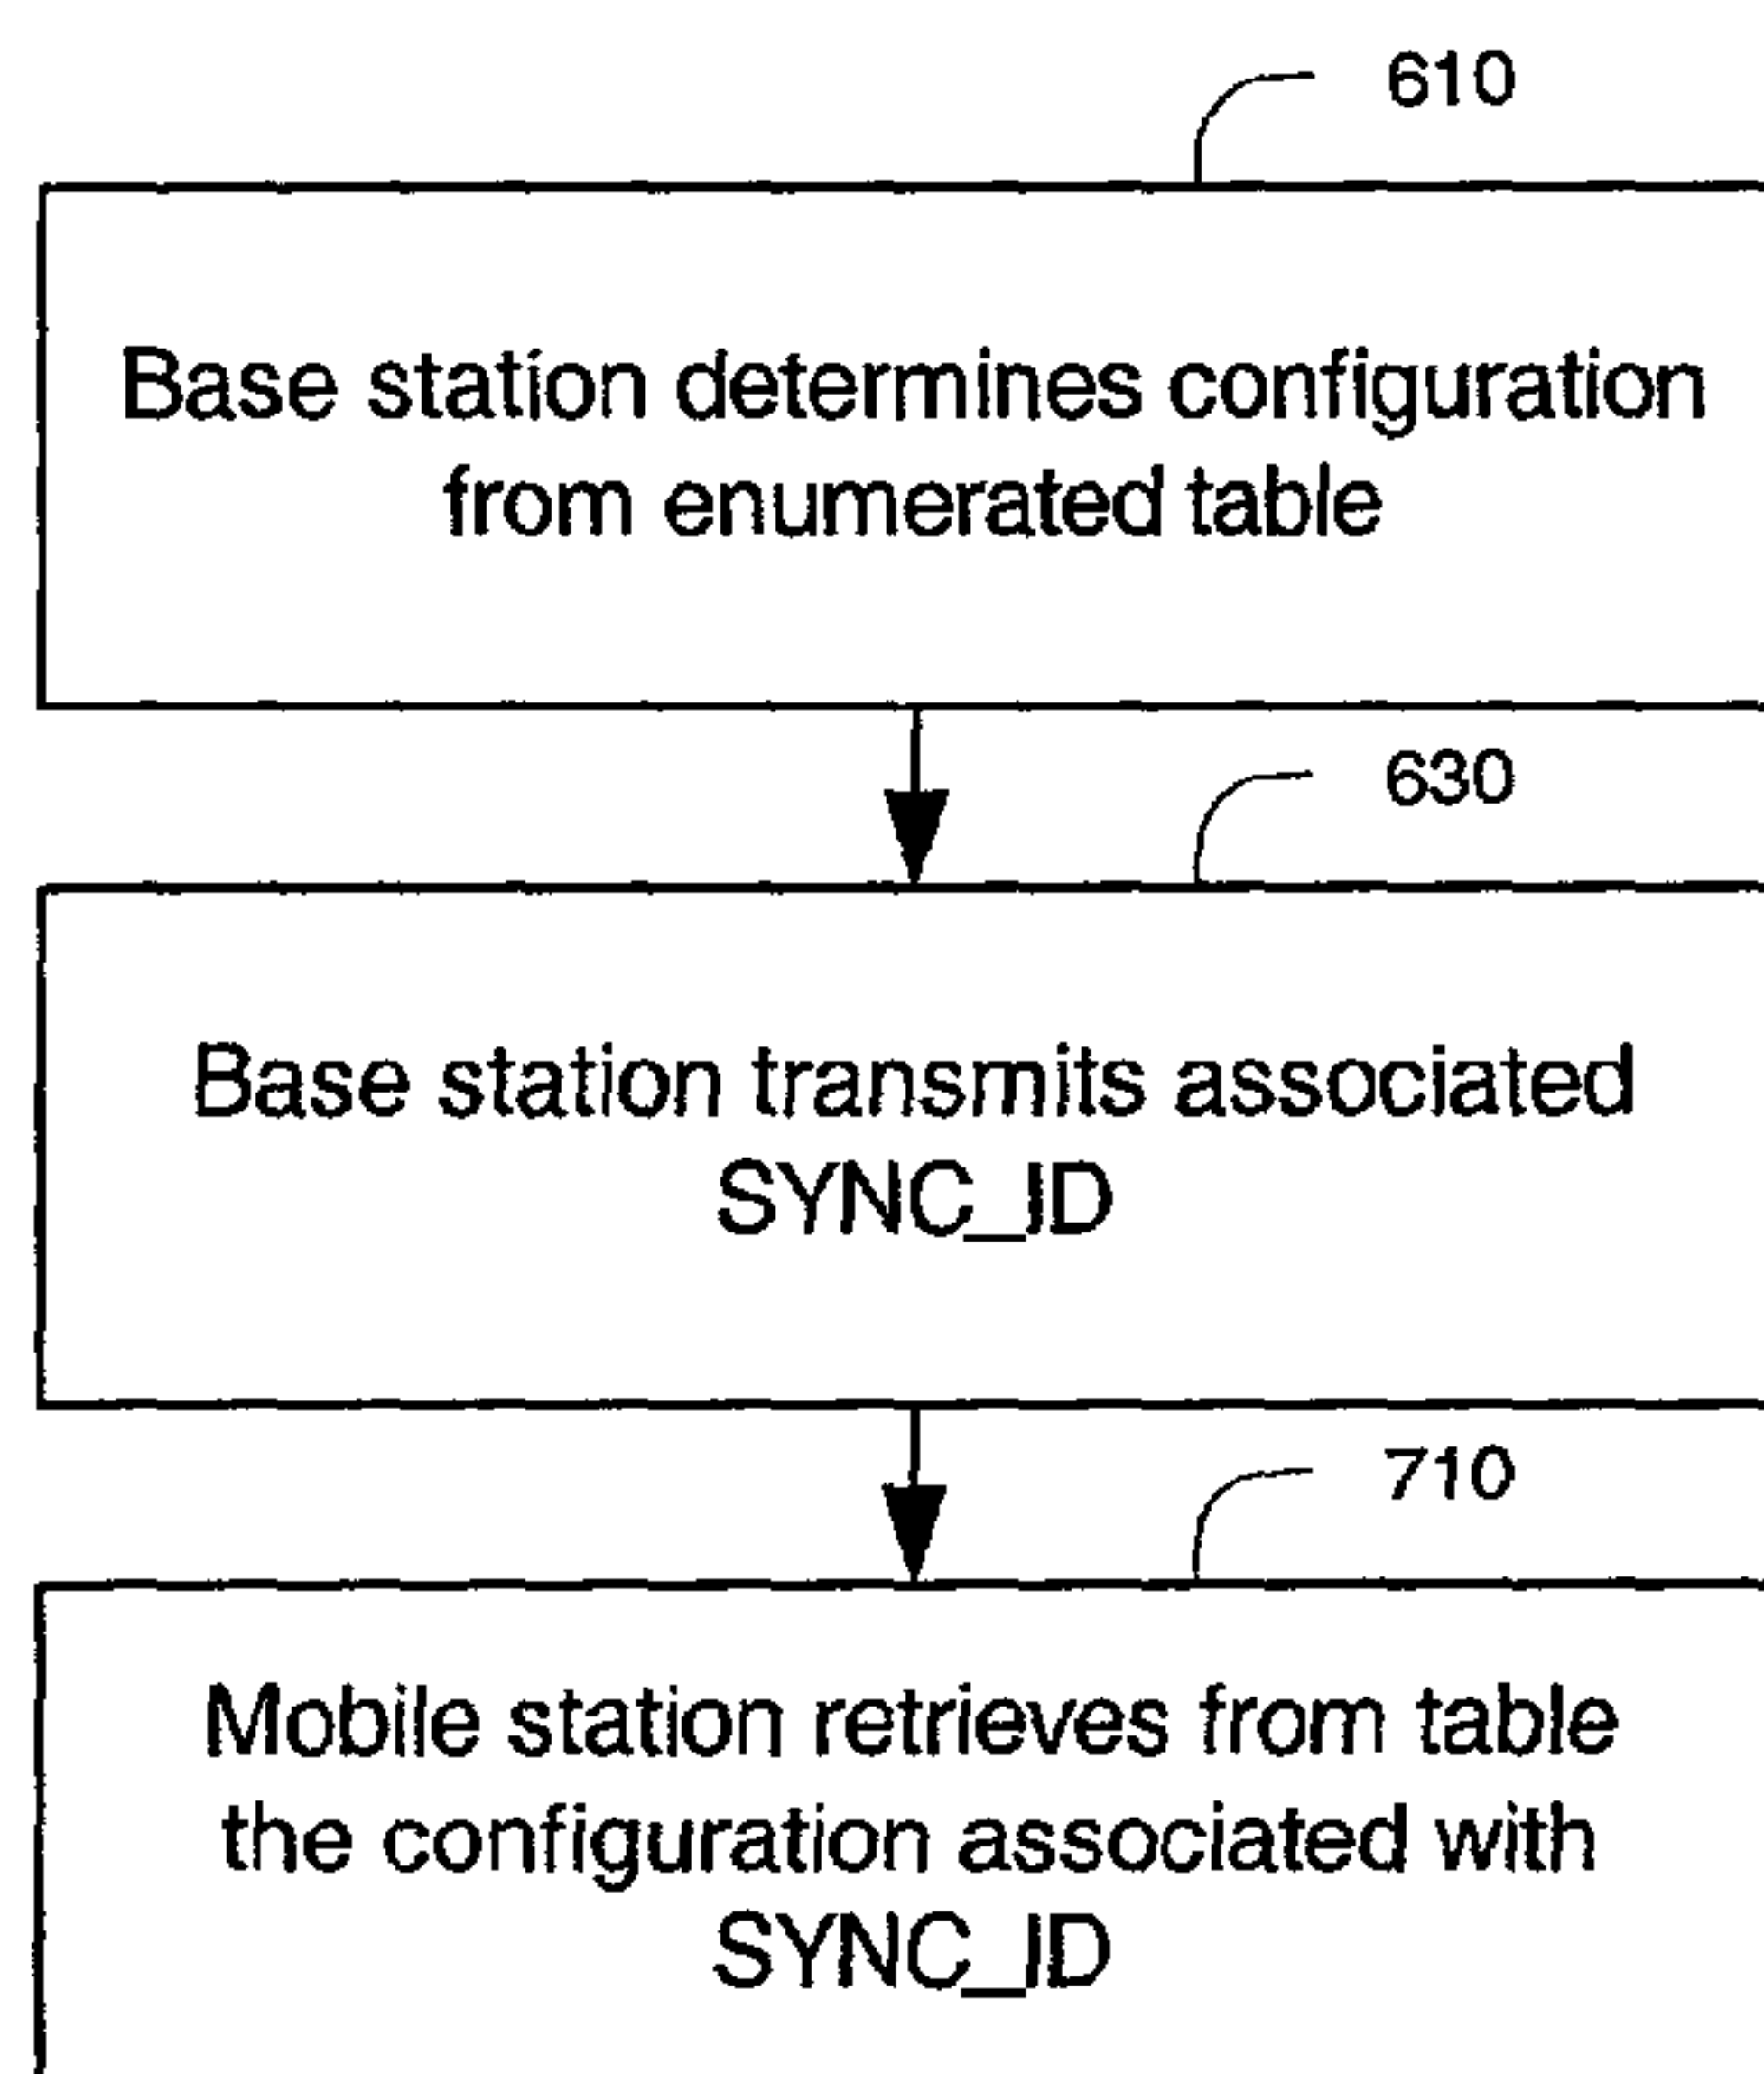 610
Base station determines configuration
from enumerated table
630
Base station transmits associated
SYNC_ID
710
Mobile station retrieves from table
the configuration associated with
SYNC_ID